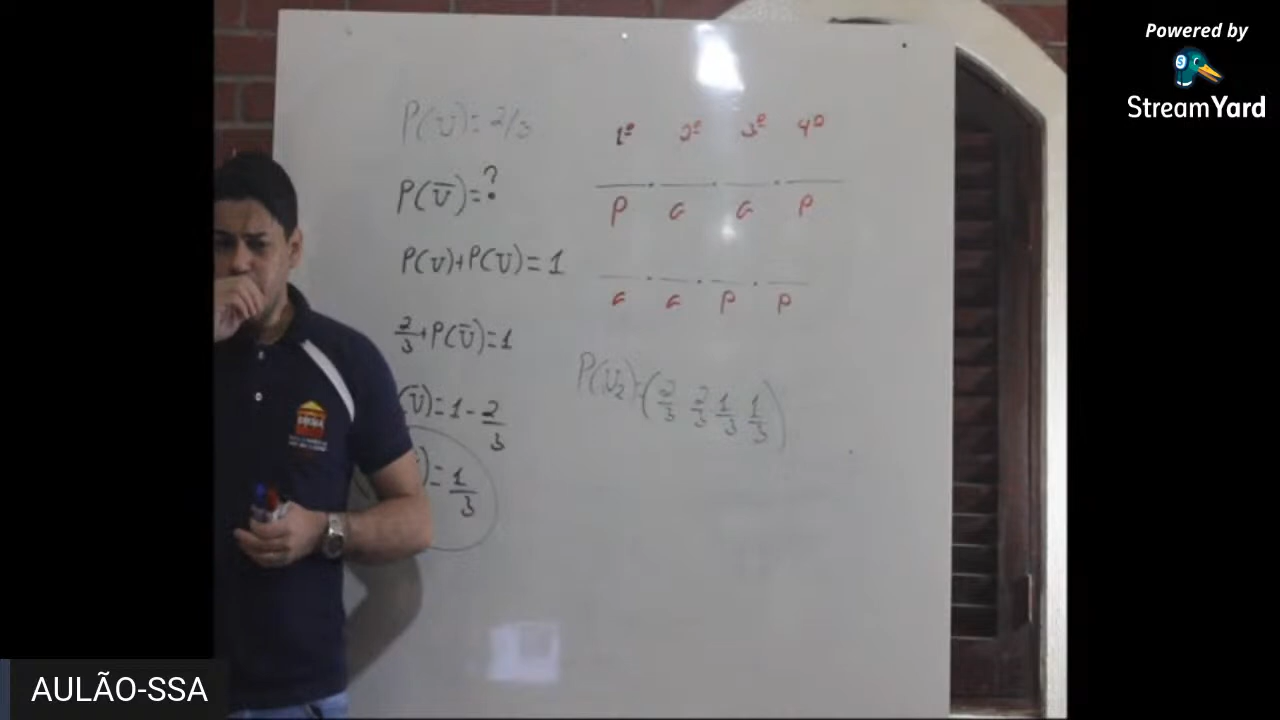 Powered by
StreamYard
P(V) = 2/3
P(V̅) = ?
P(V) + P(V̅) = 1
2/3 + P(V̅) = 1
(V̅) = 1 - 2/3
) = 1/3
1º 2º 3º 4º
P G G P
G G P P
P(V₂) = (2/3 2/3 1/3 1/3)
AULÃO-SSA